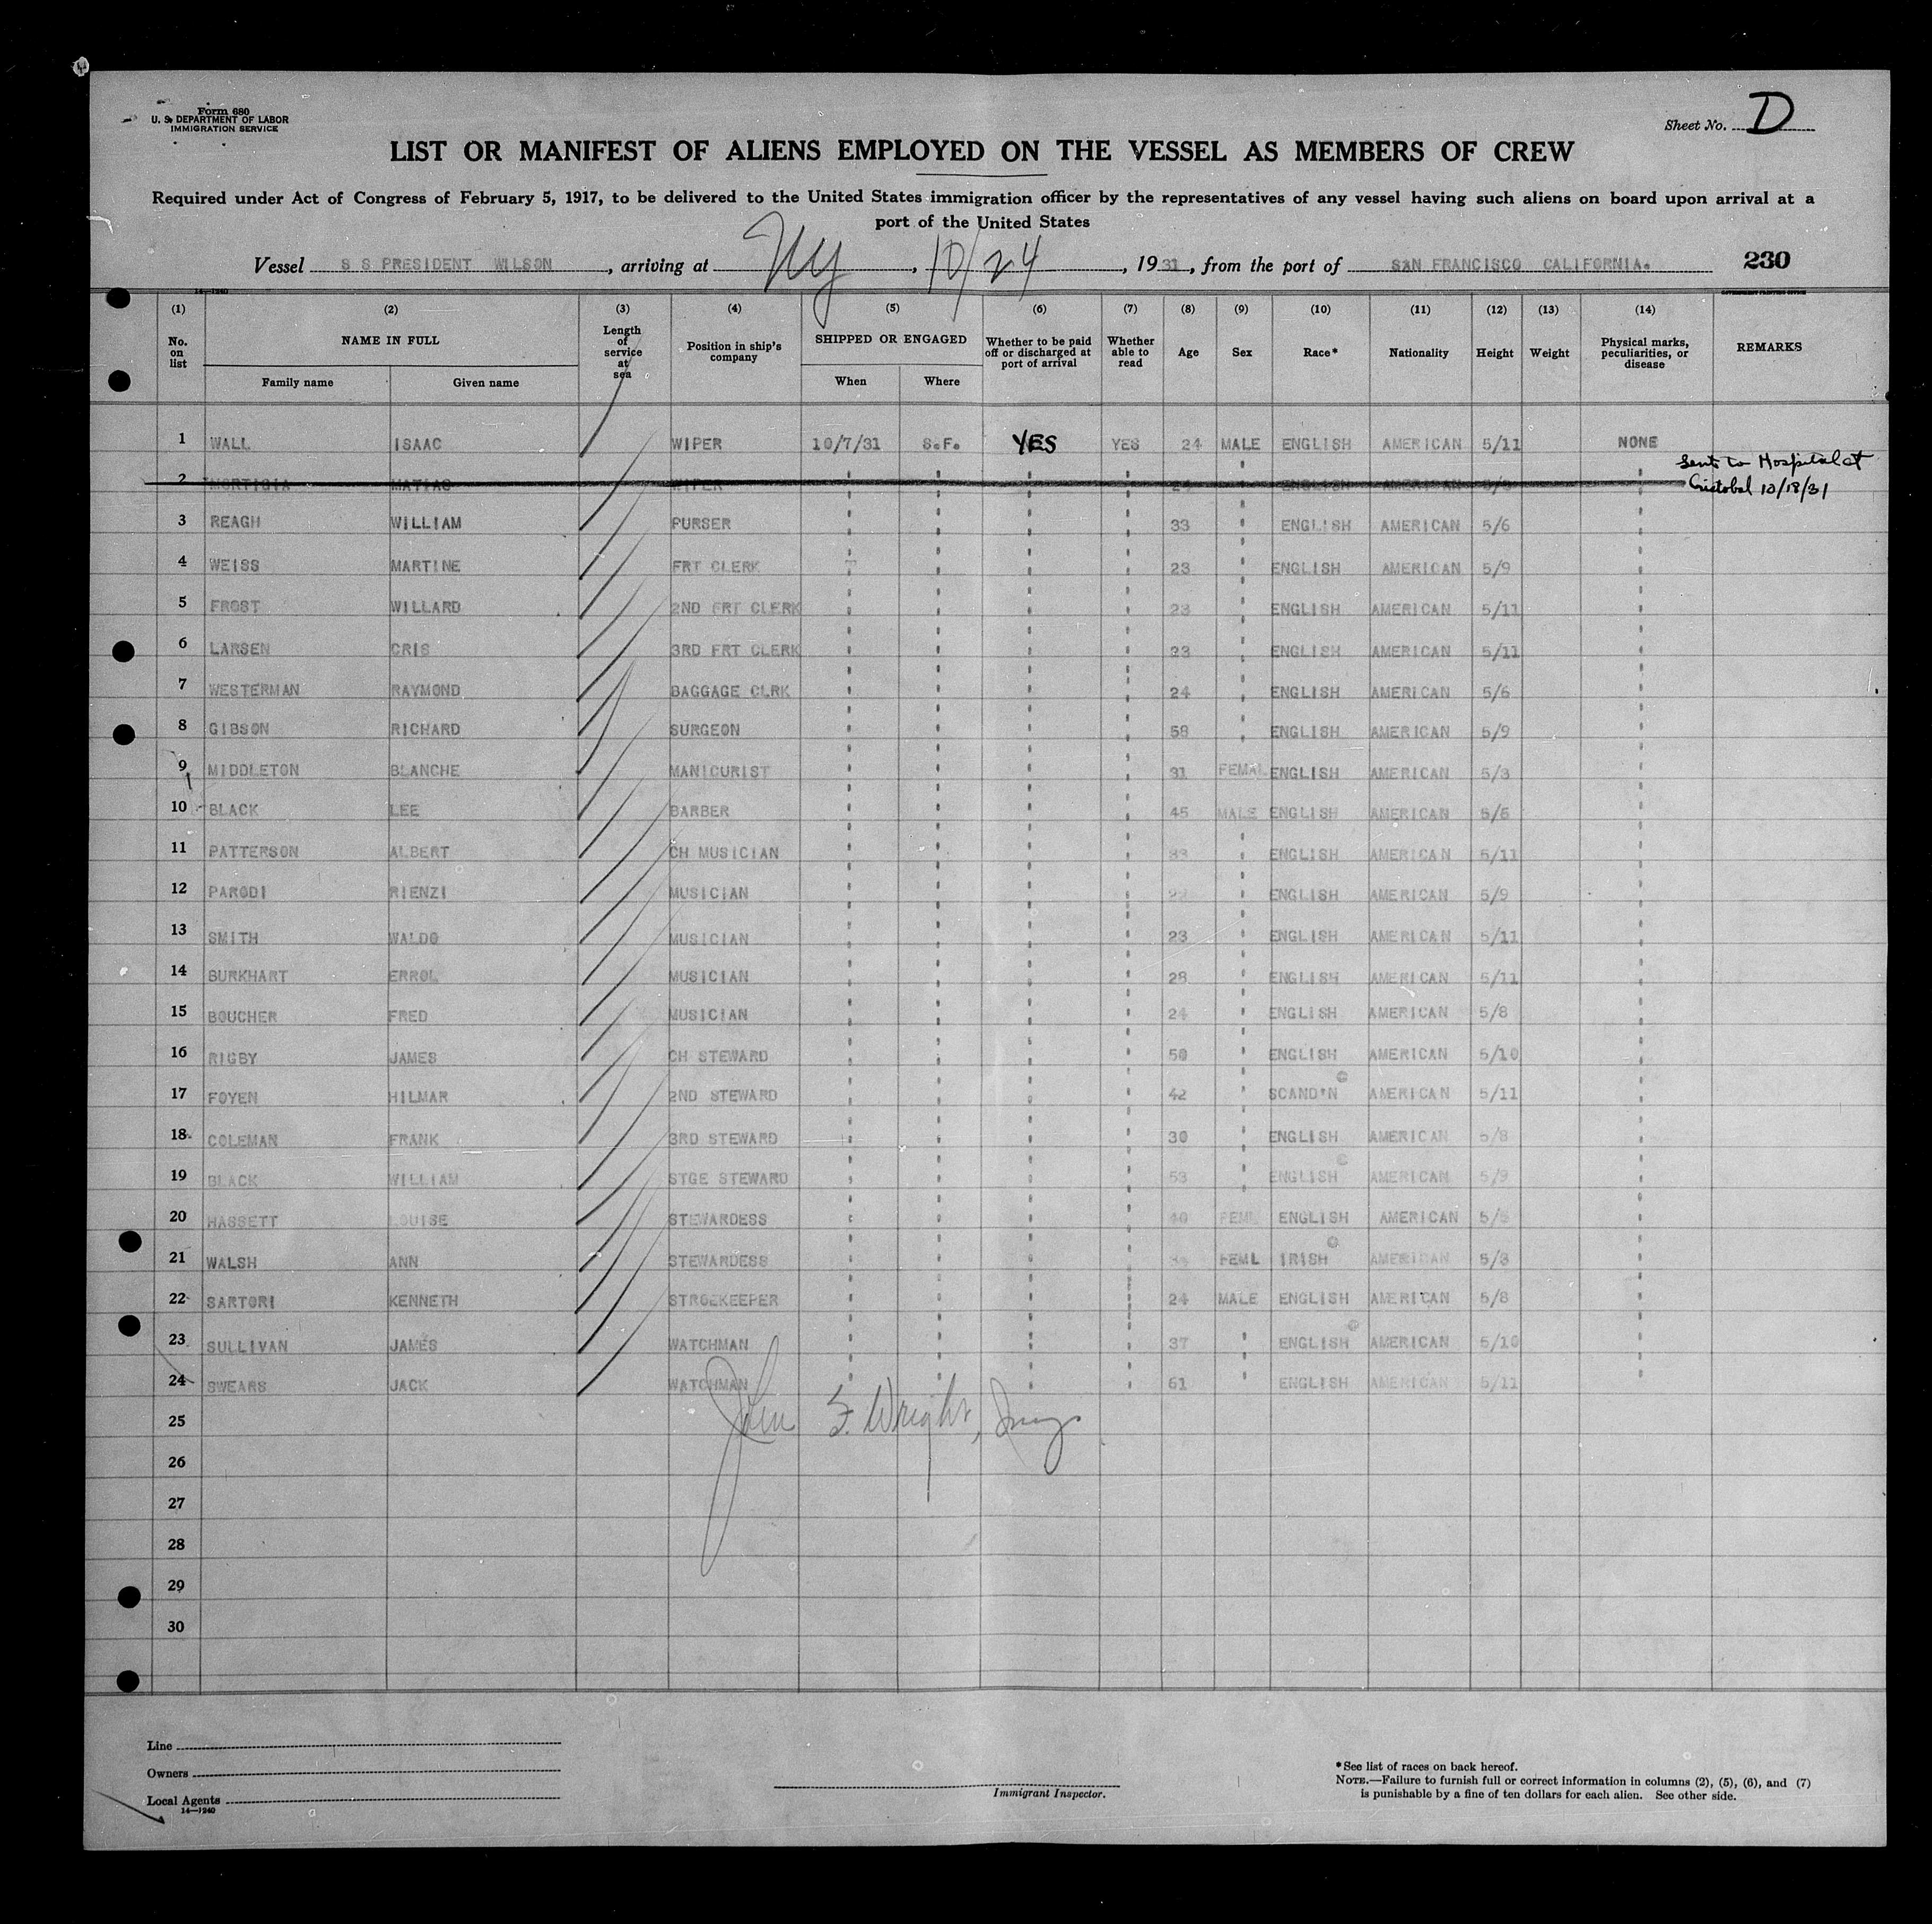 Form 680
U. S. DEPARTMENT OF LABOR
IMMIGRATION SERVICE
Sheet No. D
LIST OR MANIFEST OF ALIENS EMPLOYED ON THE VESSEL AS MEMBERS OF CREW
Required under Act of Congress of February 5, 1917, to be delivered to the United States immigration officer by the representatives of any vessel having such aliens on board upon arrival at a
port of the United States
Vessel S S PRESIDENT WILSON, arriving at NY, 10/24, 1931, from the port of SAN FRANCISCO CALIFORNIA. 230
14-1240
(1) (2) (3) (4) (5) (6) (7) (8) (9) (10) (11) (12) (13) (14)
No. on list NAME IN FULL Family name Given name Length of service at sea Position in ship's company SHIPPED OR ENGAGED When Where Whether to be paid off or discharged at port of arrival Whether able to read Age Sex Race* Nationality Height Weight Physical marks, peculiarities, or disease REMARKS
1 WALL ISAAC WIPER 10/7/31 S.F. YES YES 24 MALE ENGLISH AMERICAN 5/11 NONE
2 MATIAS WIPER 24 ENGLISH AMERICAN Sent to Hospital at
Cristobal 10/18/31
3 REAGH WILLIAM PURSER " " " " 33 " ENGLISH AMERICAN 5/6 "
4 WEISS MARTINE FRT CLERK " " " " 23 " ENGLISH AMERICAN 5/9 "
5 FROST WILLARD 2ND FRT CLERK " " " " 23 " ENGLISH AMERICAN 5/11 "
6 LARSEN CRIS 3RD FRT CLERK " " " " 23 " ENGLISH AMERICAN 5/11 "
7 WESTERMAN RAYMOND BAGGAGE CLRK " " " " 24 " ENGLISH AMERICAN 5/6 "
8 GIBSON RICHARD SURGEON " " " " 58 " ENGLISH AMERICAN 5/9 "
9 MIDDLETON BLANCHE MANICURIST " " " " 31 FEMAL ENGLISH AMERICAN 5/3 "
10 BLACK LEE BARBER " " " " 45 MALE ENGLISH AMERICAN 5/6 "
11 PATTERSON ALBERT CH MUSICIAN " " " " 33 " ENGLISH AMERICAN 5/11 "
12 PARODI RIENZI MUSICIAN " " " " " ENGLISH AMERICAN 5/9 "
13 SMITH WALDO MUSICIAN " " " " 23 " ENGLISH AMERICAN 5/11 "
14 BURKHART ERROL MUSICIAN " " " " 28 " ENGLISH AMERICAN 5/11 "
15 BOUCHER FRED MUSICIAN " " " " 24 " ENGLISH AMERICAN 5/8 "
16 RIGBY JAMES CH STEWARD " " " " 50 " ENGLISH AMERICAN 5/10 "
17 FOYEN HILMAR 2ND STEWARD " " " " 42 " SCAND'N AMERICAN 5/11 "
18 COLEMAN FRANK 3RD STEWARD " " " " 30 " ENGLISH AMERICAN 5/8 "
19 BLACK WILLIAM STGE STEWARD " " " " 53 " ENGLISH AMERICAN 5/9 "
20 HASSETT LOUISE STEWARDESS " " " " 40 FEML ENGLISH AMERICAN "
21 WALSH ANN STEWARDESS " " " " FEML IRISH AMERICAN 5/3 "
22 SARTORI KENNETH STROEKEEPER " " " " 24 MALE ENGLISH AMERICAN 5/8 "
23 SULLIVAN JAMES WATCHMAN " " " " 37 " ENGLISH AMERICAN 5/10 "
24 SWEARS JACK WATCHMAN " " " " 61 " ENGLISH AMERICAN 5/11 "
25
John F. Wright,
26
27
28
29
30
Line
Owners
Local Agents
14—1240
Immigrant Inspector.
*See list of races on back hereof.
NOTE.—Failure to furnish full or correct information in columns (2), (5), (6), and (7)
is punishable by a fine of ten dollars for each alien. See other side.